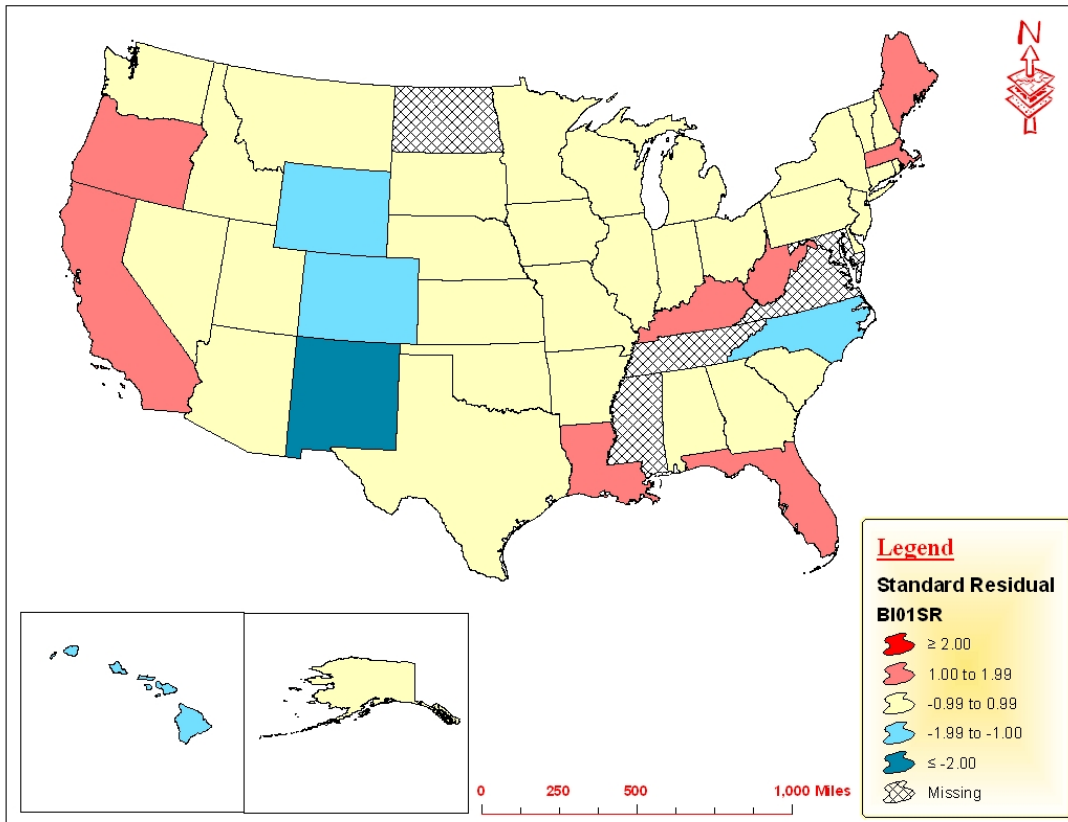 N
Legend
Standard Residual
BI01SR
≥ 2.00
1.00 to 1.99
-0.99 to 0.99
-1.99 to -1.00
≤ -2.00
Missing
0 250 500 1,000 Miles